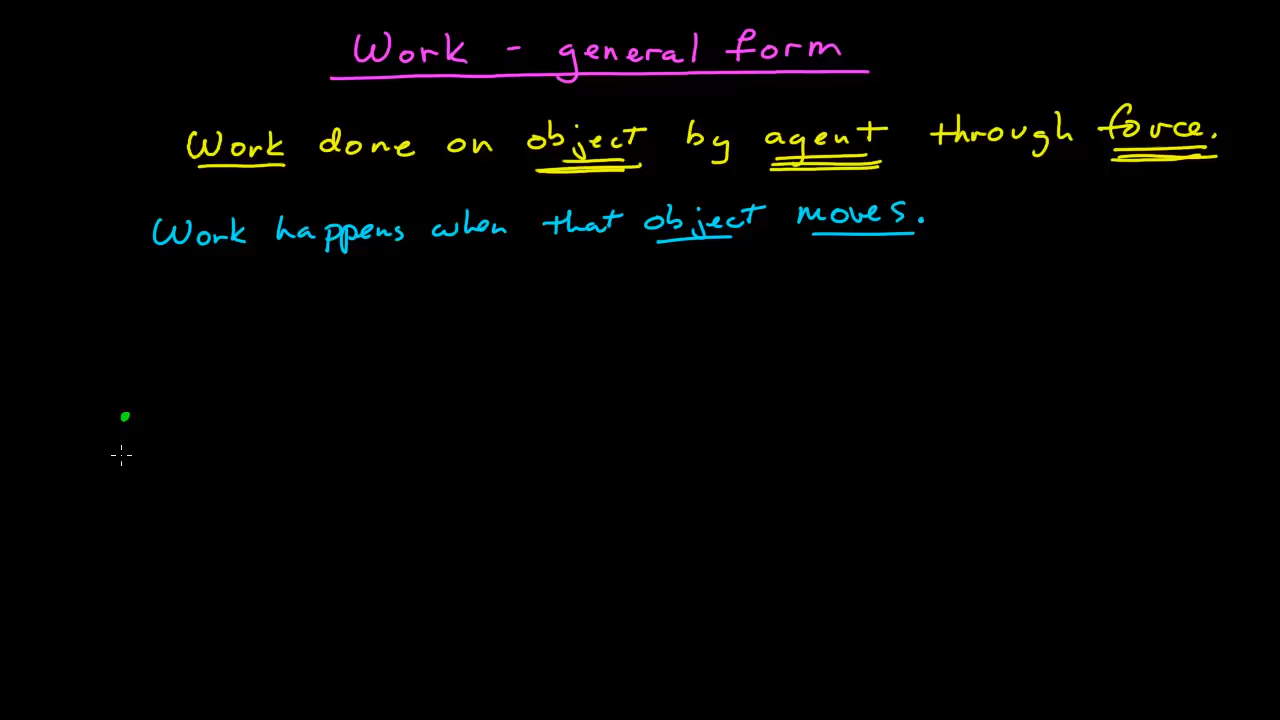 Work - general form
Work done on object by agent through force.
Work happens when that object moves.